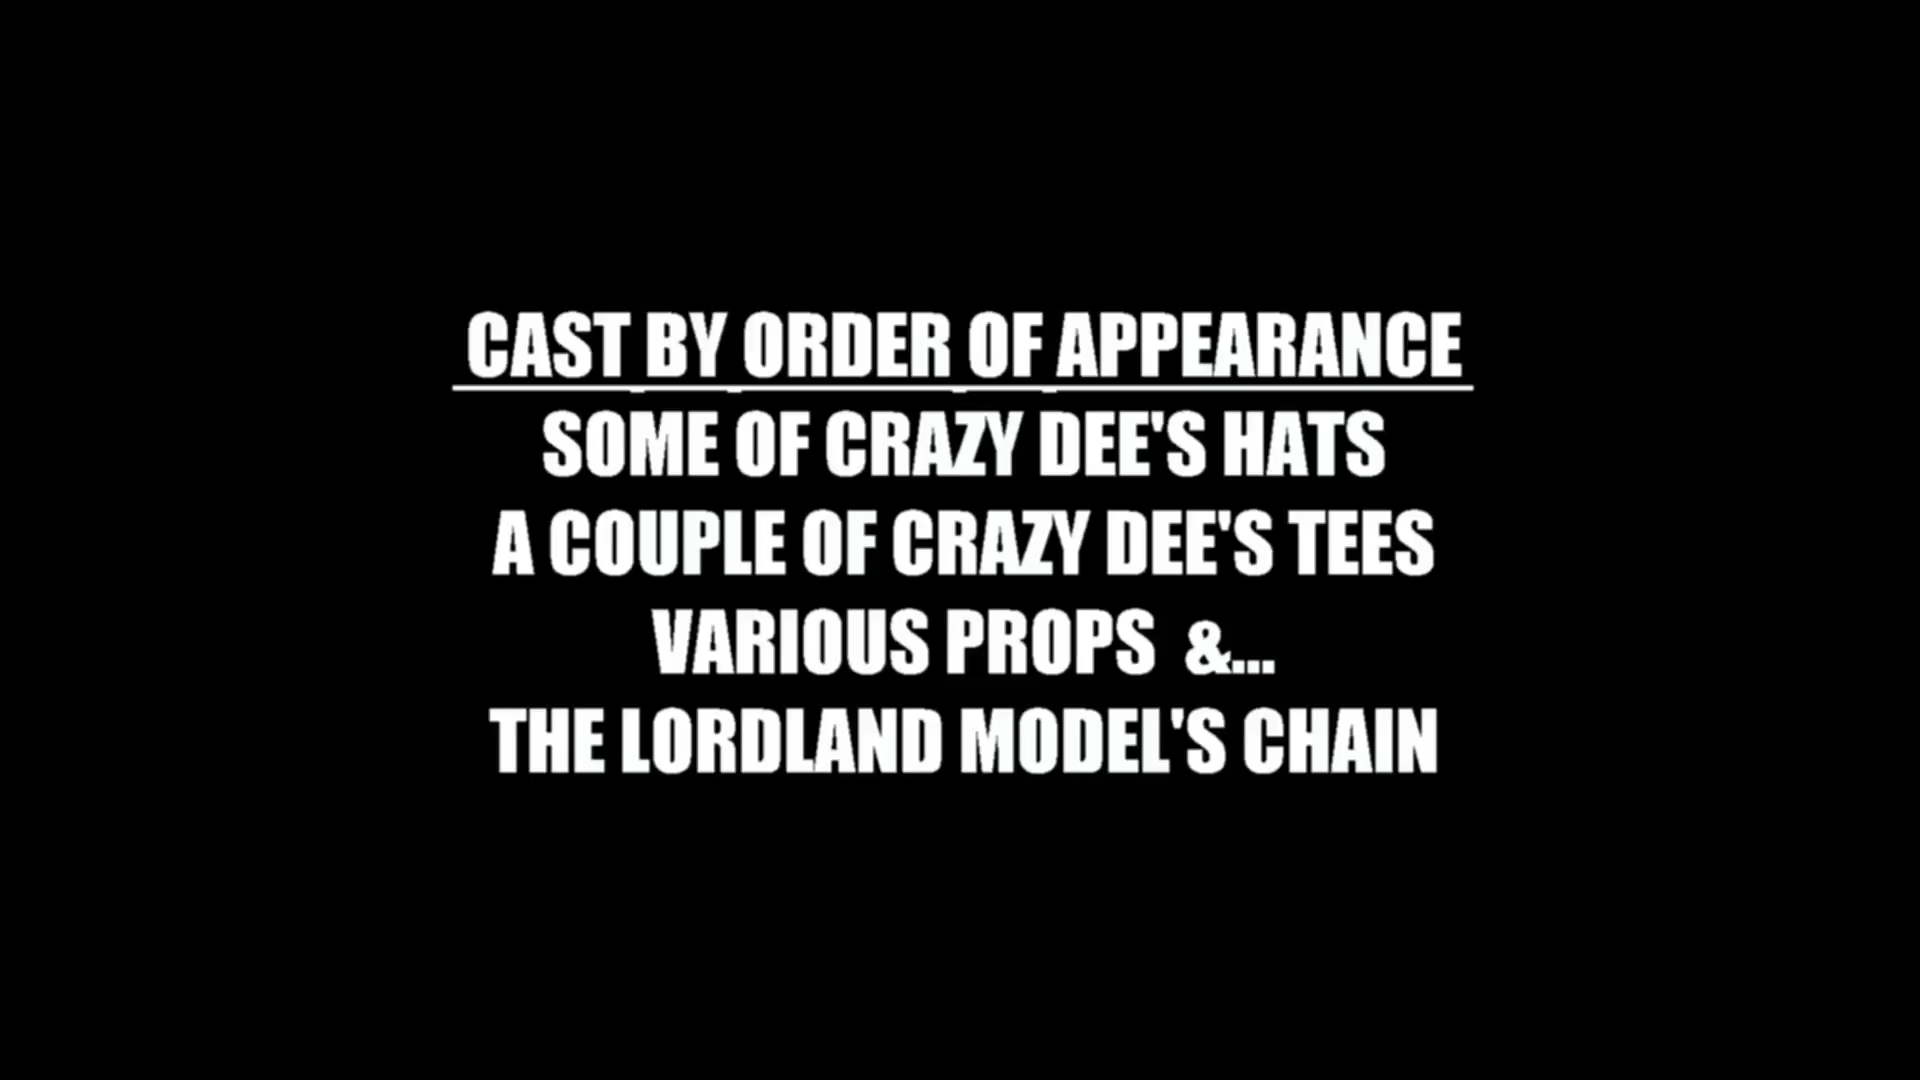 CAST BY ORDER OF APPEARANCE
SOME OF CRAZY DEE'S HATS
A COUPLE OF CRAZY DEE'S TEES
VARIOUS PROPS &...
THE LORDLAND MODEL'S CHAIN